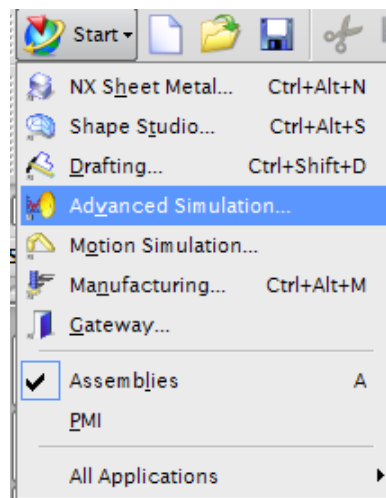 Start
NX Sheet Metal... Ctrl+Alt+N
Shape Studio... Ctrl+Alt+S
Drafting... Ctrl+Shift+D
Advanced Simulation...
Motion Simulation...
Manufacturing... Ctrl+Alt+M
Gateway...
Assemblies A
PMI
All Applications